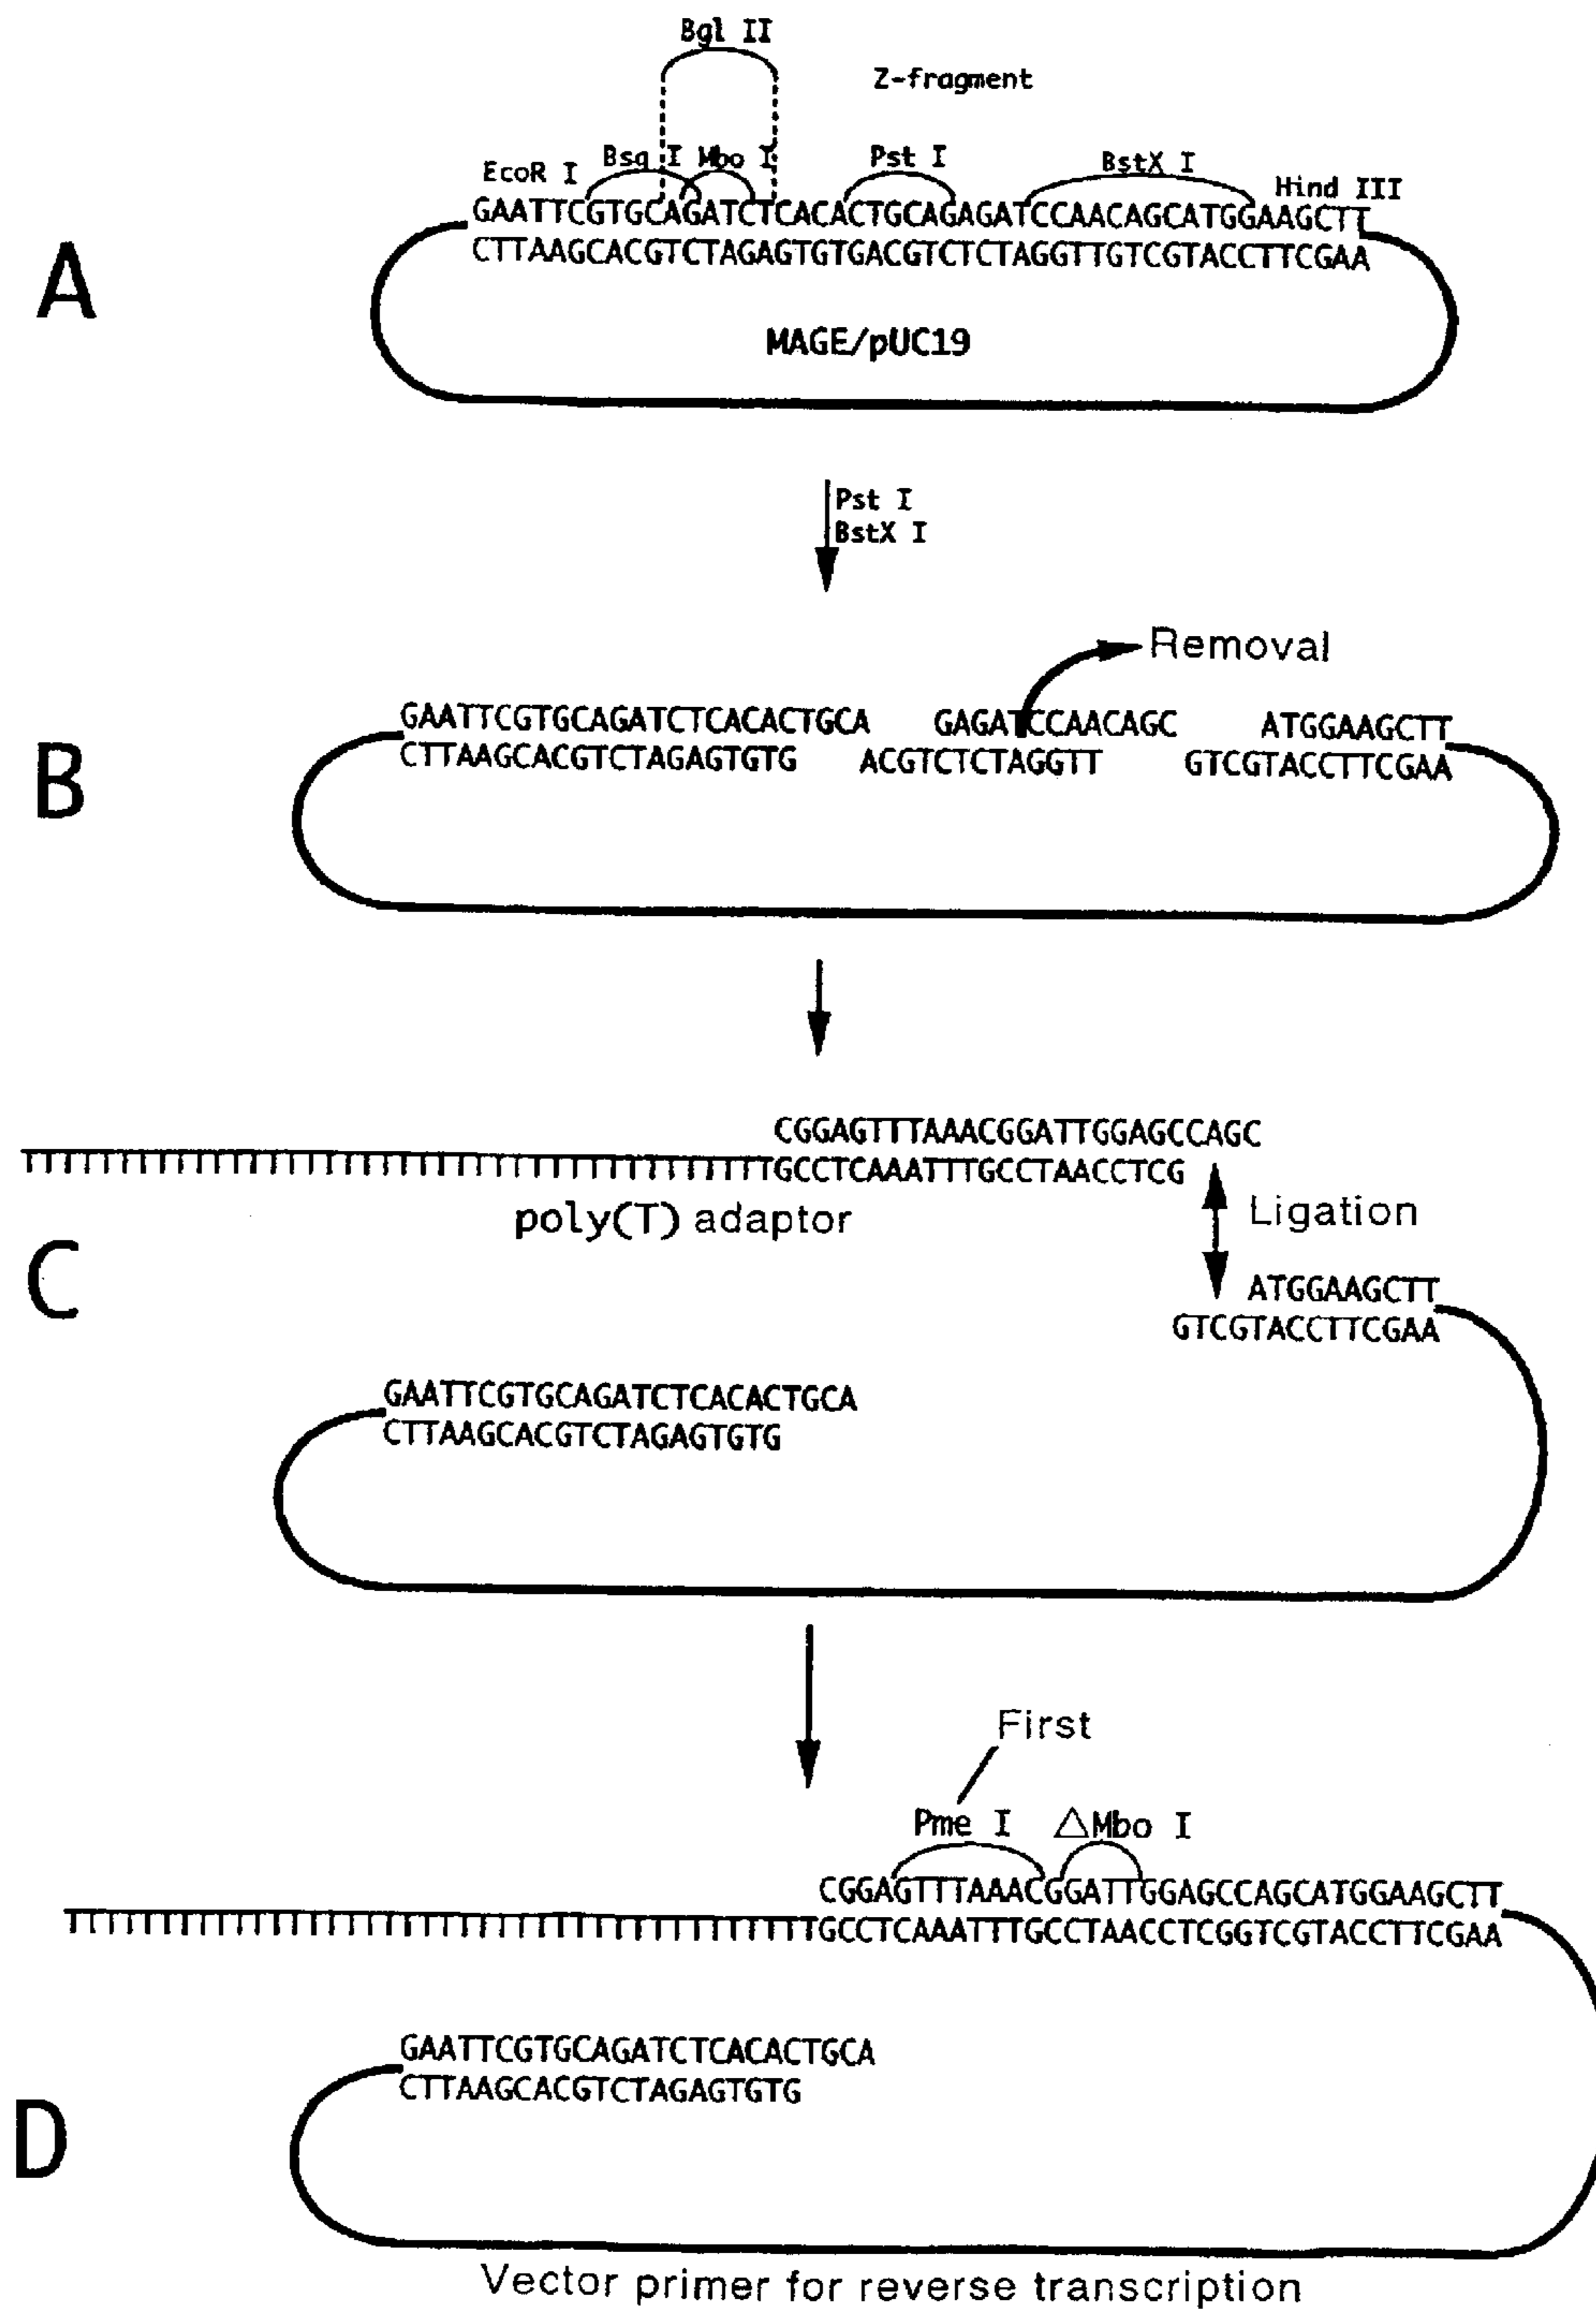 Bgl II
Z-fragment
EcoR I
Bsg I
Mbo I
Pst I
BstX I
Hind III
GAATTCGTGCAGATCTCACACTGCAGAGATCCAACAGCATGGAAGCTT
CTTAAGCACGTCTAGAGTGTGACGTCTCTAGGTTGTCGTACCTTCGAA
A
MAGE/pUC19
Pst I
BstX I
Removal
GAATTCGTGCAGATCTCACACTGCA GAGATCCAACAGC ATGGAAGCTT
CTTAAGCACGTCTAGAGTGTG ACGTCTCTAGGTT GTCGTACCTTCGAA
B
CGGAGTTTAAACGGATTGGAGCCAGC
GCCTCAAATTTGCCTAACCTCG
poly(T) adaptor
Ligation
C
ATGGAAGCTT
GTCGTACCTTCGAA
GAATTCGTGCAGATCTCACACTGCA
CTTAAGCACGTCTAGAGTGTG
First
Pme I
△Mbo I
CGGAGTTTAAACGGATTGGAGCCAGCATGGAAGCTT
GCCTCAAATTTGCCTAACCTCGGTCGTACCTTCGAA
GAATTCGTGCAGATCTCACACTGCA
CTTAAGCACGTCTAGAGTGTG
D
Vector primer for reverse transcription